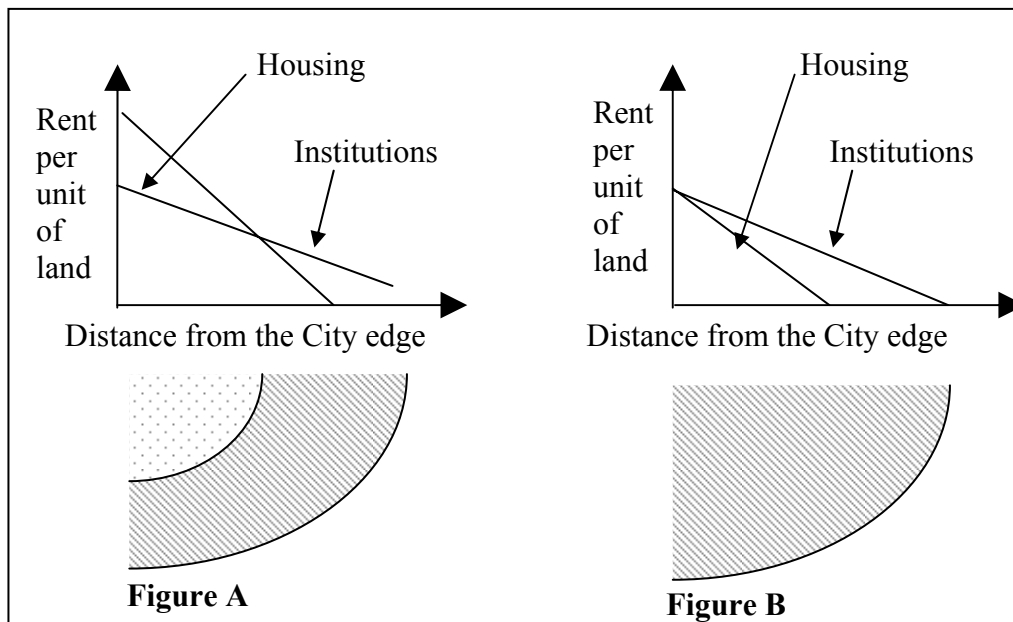 Housing
Rent
per
unit
of
land
Institutions
Distance from the City edge
Figure A
Housing
Rent
per
unit
of
land
Institutions
Distance from the City edge
Figure B